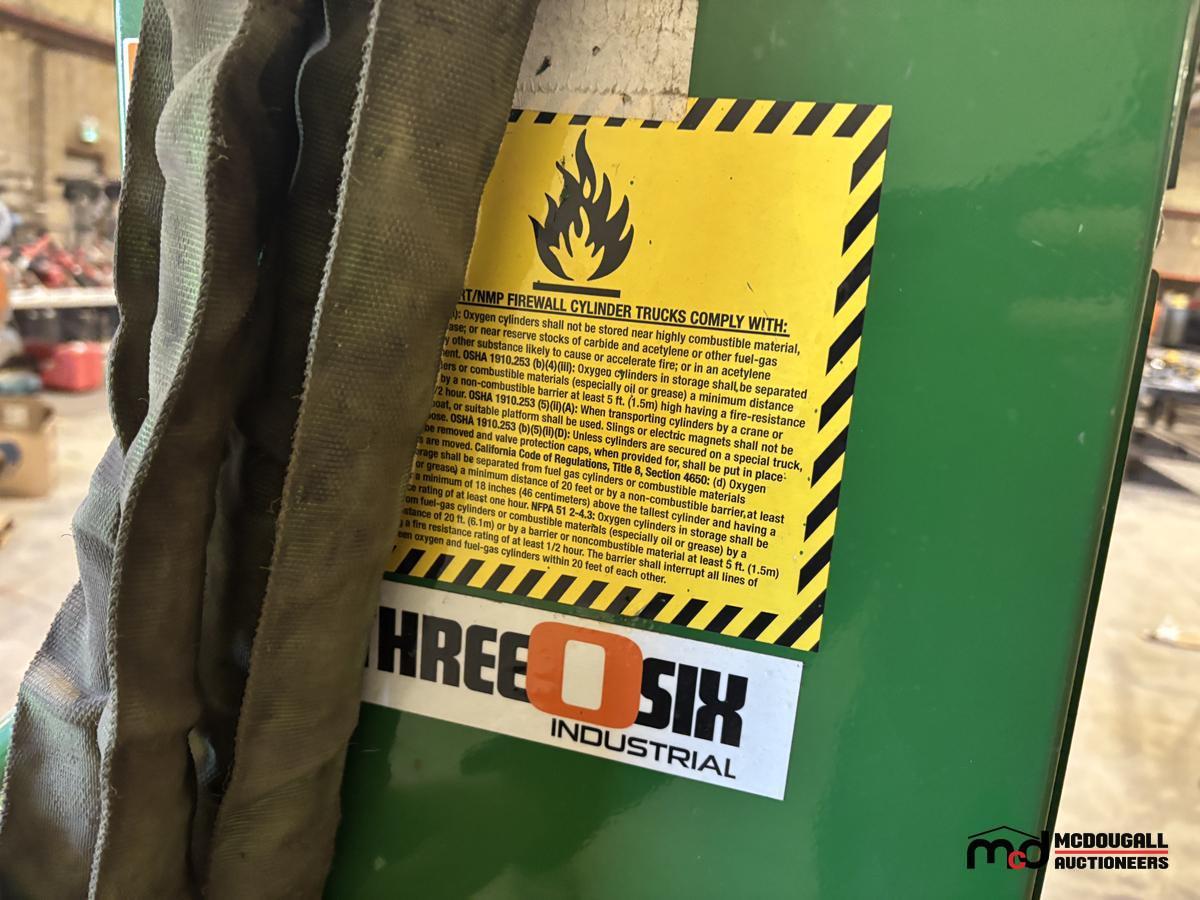 RT/NMP FIREWALL CYLINDER TRUCKS COMPLY WITH:
): Oxygen cylinders shall not be stored near highly combustible material,
ase; or near reserve stocks of carbide and acetylene or other fuel-gas
y other substance likely to cause or accelerate fire; or in an acetylene
ent. OSHA 1910.253 (b)(4)(iii): Oxygen cylinders in storage shall be separated
ers or combustible materials (especially oil or grease) a minimum distance
by a non-combustible barrier at least 5 ft. (1.5m) high having a fire-resistance
/2 hour. OSHA 1910.253 (5)(ii)(A): When transporting cylinders by a crane or
oat, or suitable platform shall be used. Slings or electric magnets shall not be
ose. OSHA 1910.253 (b)(5)(ii)(D): Unless cylinders are secured on a special truck,
be removed and valve protection caps, when provided for, shall be put in place
s are moved. California Code of Regulations, Title 8, Section 4650: (d) Oxygen
rage shall be separated from fuel gas cylinders or combustible materials
or grease) a minimum distance of 20 feet or by a non-combustible barrier, at least
a minimum of 18 inches (46 centimeters) above the tallest cylinder and having a
ce rating of at least one hour. NFPA 51 2-4.3: Oxygen cylinders in storage shall be
om fuel-gas cylinders or combustible materials (especially oil or grease) by a
stance of 20 ft. (6.1m) or by a barrier or noncombustible material at least 5 ft. (1.5m)
a fire resistance rating of at least 1/2 hour. The barrier shall interrupt all lines of
een oxygen and fuel-gas cylinders within 20 feet of each other.
THREE O SIX
INDUSTRIAL
mcd MCDOUGALL
AUCTIONEERS